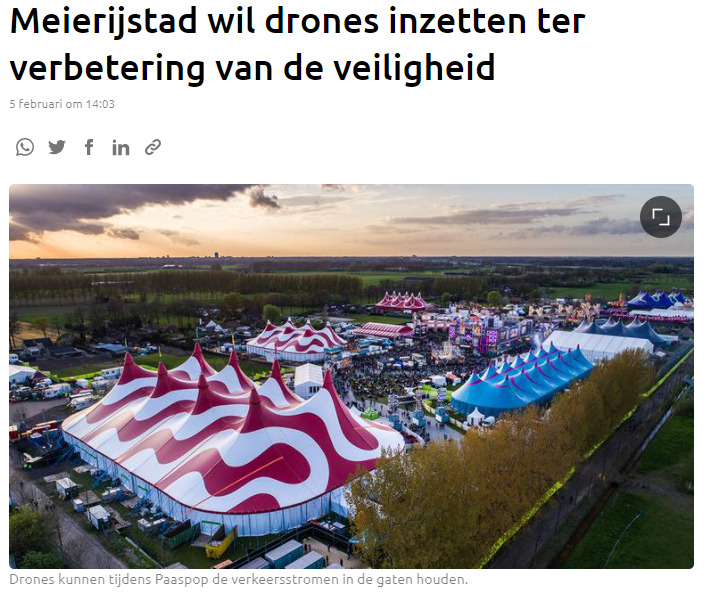 Meierijstad wil drones inzetten ter
verbetering van de veiligheid
5 februari om 14:03
Drones kunnen tijdens Paaspop de verkeersstromen in de gaten houden.